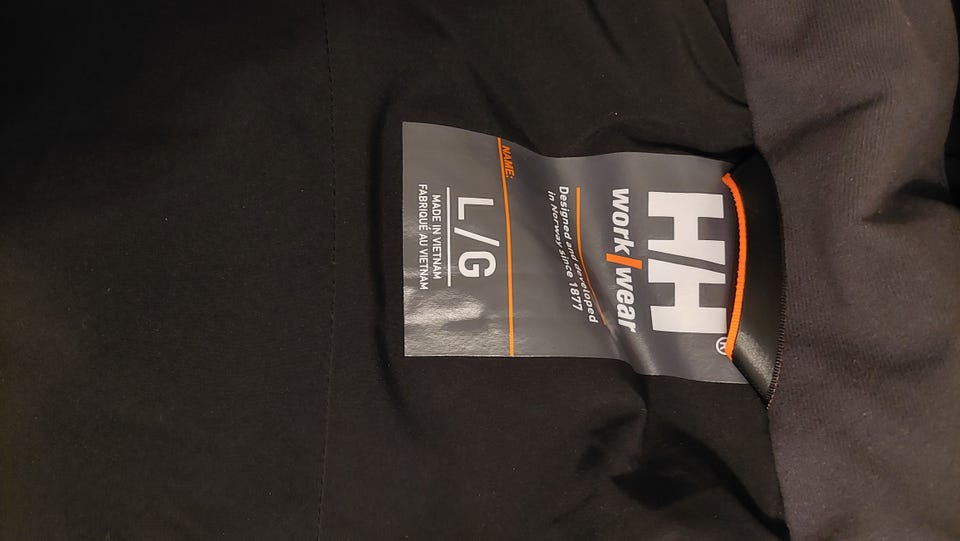 HH®
work/wear
Designed and developed
in Norway since 1877
NAME:
L/G
MADE IN VIETNAM
FABRIQUÉ AU VIETNAM